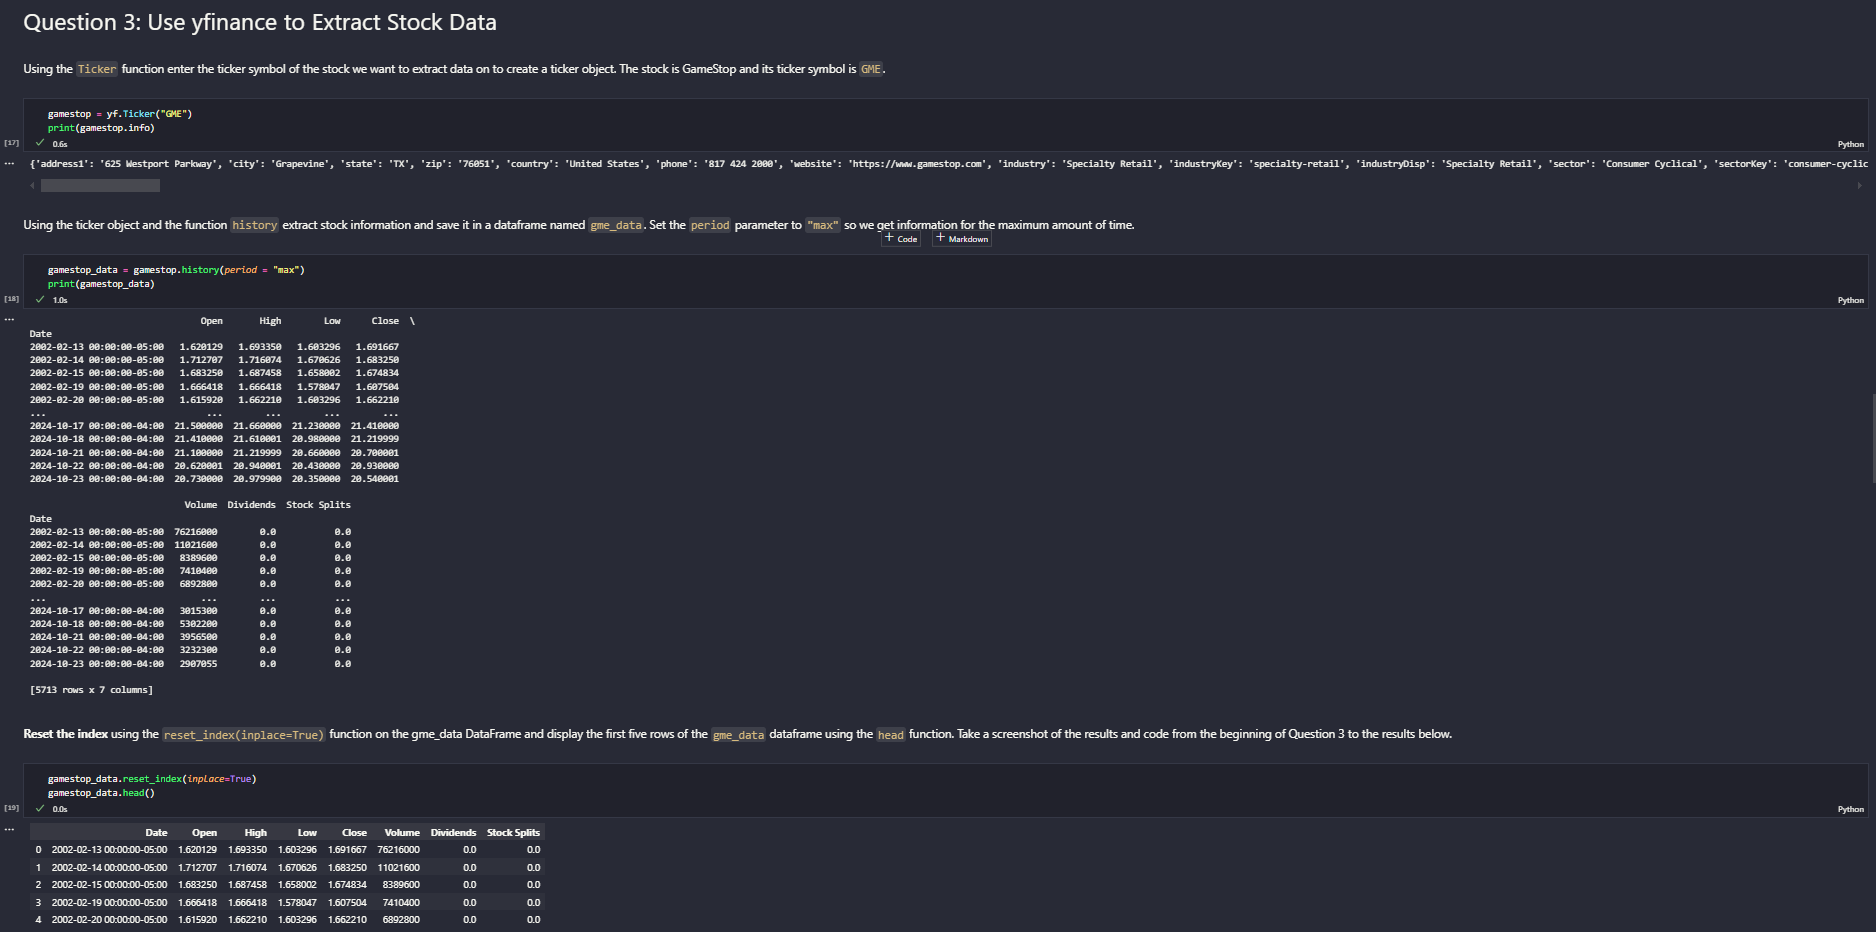 Question 3: Use yfinance to Extract Stock Data
Using the Ticker function enter the ticker symbol of the stock we want to extract data on to create a ticker object. The stock is GameStop and its ticker symbol is GME.
gamestop = yf.Ticker("GME")
print(gamestop.info)
[17] ✓ 0.6s Python
... {'address1': '625 Westport Parkway', 'city': 'Grapevine', 'state': 'TX', 'zip': '76051', 'country': 'United States', 'phone': '817 424 2000', 'website': 'https://www.gamestop.com', 'industry': 'Specialty Retail', 'industryKey': 'specialty-retail', 'industryDisp': 'Specialty Retail', 'sector': 'Consumer Cyclical', 'sectorKey': 'consumer-cyclic
Using the ticker object and the function history extract stock information and save it in a dataframe named gme_data. Set the period parameter to "max" so we get information for the maximum amount of time.
+ Code + Markdown
gamestop_data = gamestop.history(period = "max")
print(gamestop_data)
[18] ✓ 1.0s Python
... Open High Low Close \
Date
2002-02-13 00:00:00-05:00 1.620129 1.693350 1.603296 1.691667
2002-02-14 00:00:00-05:00 1.712707 1.716074 1.670626 1.683250
2002-02-15 00:00:00-05:00 1.683250 1.687458 1.658002 1.674834
2002-02-19 00:00:00-05:00 1.666418 1.666418 1.578047 1.607504
2002-02-20 00:00:00-05:00 1.615920 1.662210 1.603296 1.662210
... ... ... ... ...
2024-10-17 00:00:00-04:00 21.500000 21.660000 21.230000 21.410000
2024-10-18 00:00:00-04:00 21.410000 21.610001 20.980000 21.219999
2024-10-21 00:00:00-04:00 21.100000 21.219999 20.660000 20.700001
2024-10-22 00:00:00-04:00 20.620001 20.940001 20.430000 20.930000
2024-10-23 00:00:00-04:00 20.730000 20.979900 20.350000 20.540001
Volume Dividends Stock Splits
Date
2002-02-13 00:00:00-05:00 76216000 0.0 0.0
2002-02-14 00:00:00-05:00 11021600 0.0 0.0
2002-02-15 00:00:00-05:00 8389600 0.0 0.0
2002-02-19 00:00:00-05:00 7410400 0.0 0.0
2002-02-20 00:00:00-05:00 6892800 0.0 0.0
... ... ... ...
2024-10-17 00:00:00-04:00 3015300 0.0 0.0
2024-10-18 00:00:00-04:00 5302200 0.0 0.0
2024-10-21 00:00:00-04:00 3956500 0.0 0.0
2024-10-22 00:00:00-04:00 3232300 0.0 0.0
2024-10-23 00:00:00-04:00 2907055 0.0 0.0
[5713 rows x 7 columns]
Reset the index using the reset_index(inplace=True) function on the gme_data DataFrame and display the first five rows of the gme_data dataframe using the head function. Take a screenshot of the results and code from the beginning of Question 3 to the results below.
gamestop_data.reset_index(inplace=True)
gamestop_data.head()
[19] ✓ 0.0s Python
... Date Open High Low Close Volume Dividends Stock Splits
0 2002-02-13 00:00:00-05:00 1.620129 1.693350 1.603296 1.691667 76216000 0.0 0.0
1 2002-02-14 00:00:00-05:00 1.712707 1.716074 1.670626 1.683250 11021600 0.0 0.0
2 2002-02-15 00:00:00-05:00 1.683250 1.687458 1.658002 1.674834 8389600 0.0 0.0
3 2002-02-19 00:00:00-05:00 1.666418 1.666418 1.578047 1.607504 7410400 0.0 0.0
4 2002-02-20 00:00:00-05:00 1.615920 1.662210 1.603296 1.662210 6892800 0.0 0.0